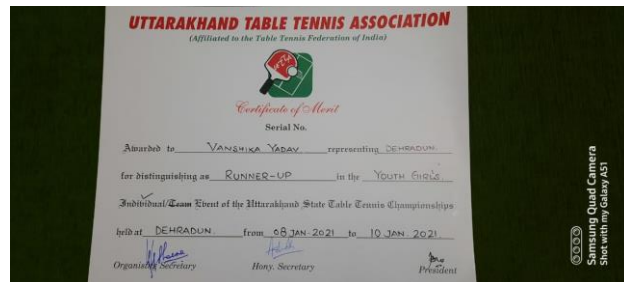 UTTARAKHAND TABLE TENNIS ASSOCIATION
(Affiliated to the Table Tennis Federation of India)
Certificate of Merit
Serial No.
Awarded to VANSHIKA YADAV representing DEHRADUN.
for distinguishing as RUNNER-UP in the YOUTH GIRL'S
Individual/Team Event of the Uttarakhand State Table Tennis Championships
held at DEHRADUN. from 08 JAN-2021 to 10 JAN. 2021.
Organising Secretary Hony. Secretary President
Samsung Quad Camera
Shot with my Galaxy A51